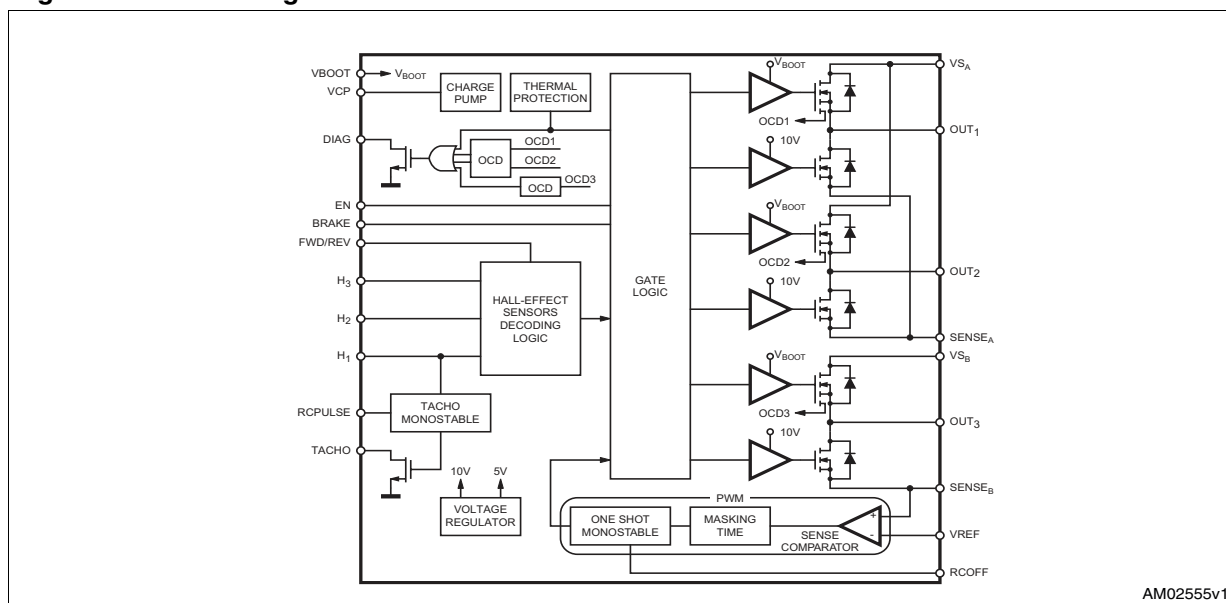 VBOOT
VBOOT
VCP
CHARGE
PUMP
THERMAL
PROTECTION
DIAG
OCD
OCD1
OCD2
OCD
OCD3
EN
BRAKE
FWD/REV
H3
H2
H1
HALL-EFFECT
SENSORS
DECODING
LOGIC
RCPULSE
TACHO
MONOSTABLE
TACHO
10V
5V
VOLTAGE
REGULATOR
GATE
LOGIC
VBOOT
OCD1
10V
VBOOT
OCD2
10V
VBOOT
OCD3
10V
VSA
OUT1
OUT2
SENSEA
VSB
OUT3
SENSEB
PWM
ONE SHOT
MONOSTABLE
MASKING
TIME
+
-
SENSE
COMPARATOR
VREF
RCOFF
AM02555v1